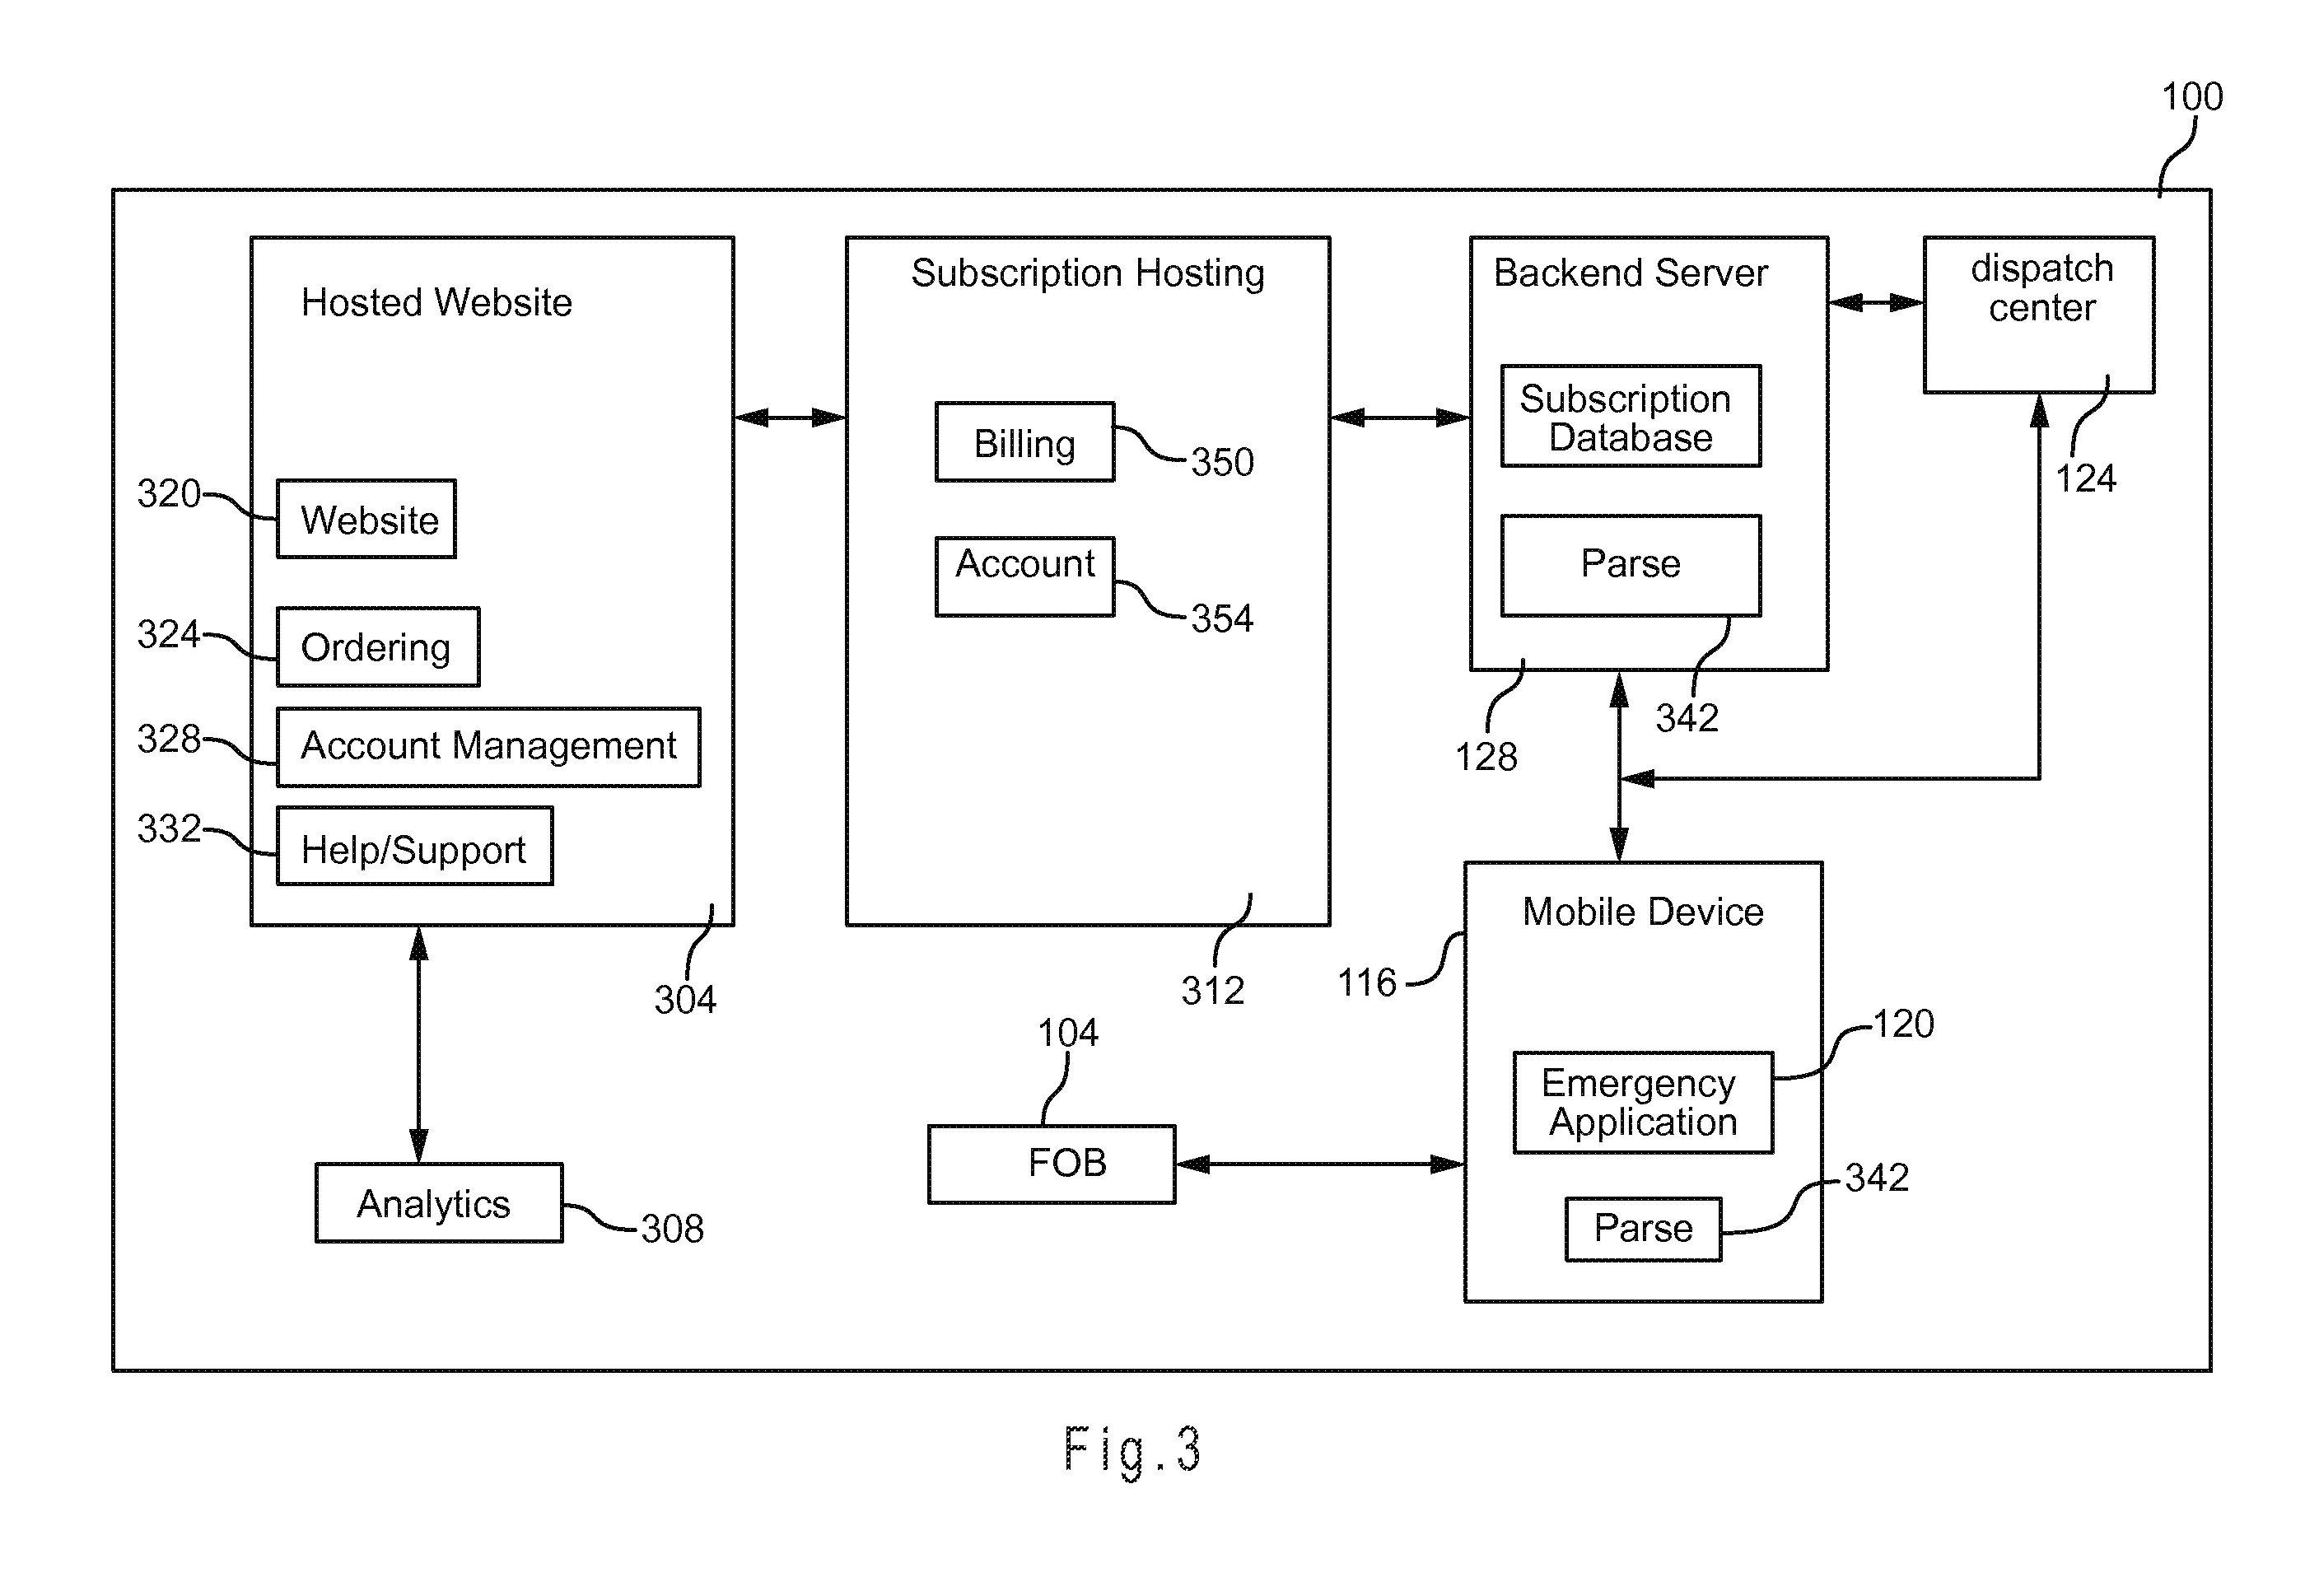 100
Hosted Website
320
Website
324
Ordering
328
Account Management
332
Help/Support
304
Analytics
308
Subscription Hosting
Billing
350
Account
354
312
Backend Server
Subscription
Database
Parse
342
128
dispatch
center
124
Mobile Device
116
Emergency
Application
120
Parse
342
104
FOB
Fig.3